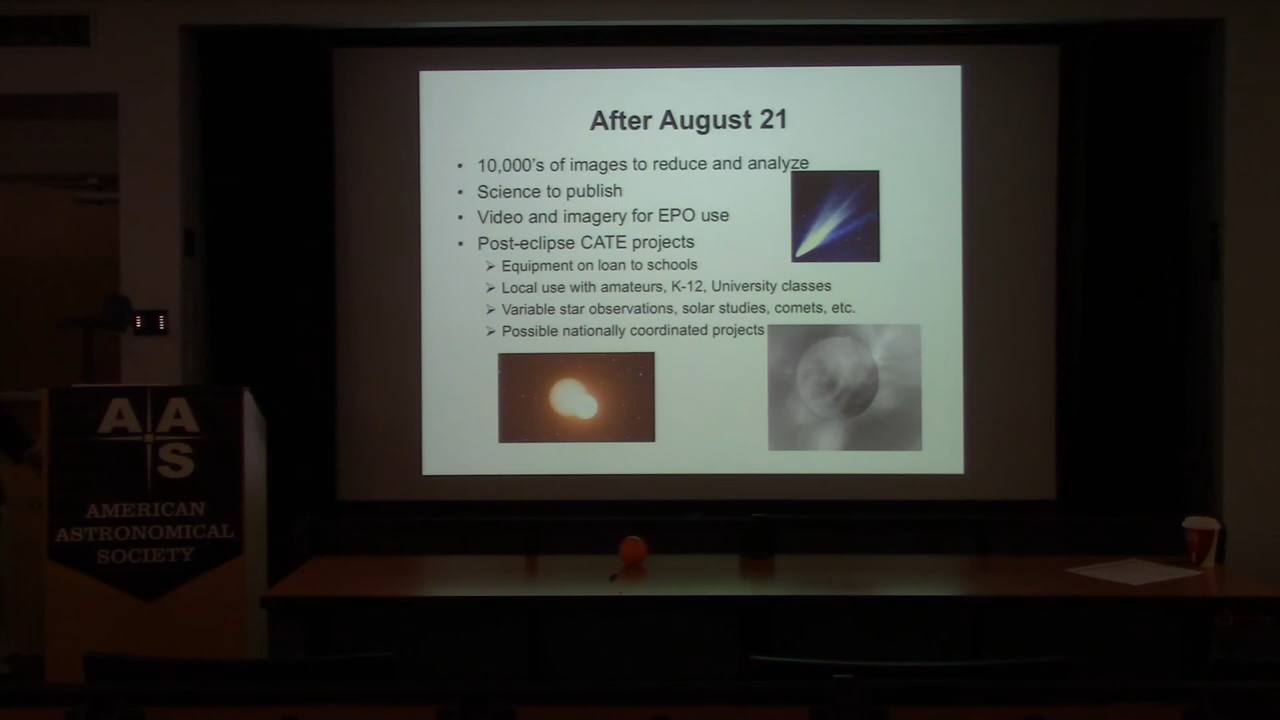 After August 21
• 10,000's of images to reduce and analyze
• Science to publish
• Video and imagery for EPO use
• Post-eclipse CATE projects
➢ Equipment on loan to schools
➢ Local use with amateurs, K-12, University classes
➢ Variable star observations, solar studies, comets, etc.
➢ Possible nationally coordinated projects
AA
S
AMERICAN
ASTRONOMICAL
SOCIETY